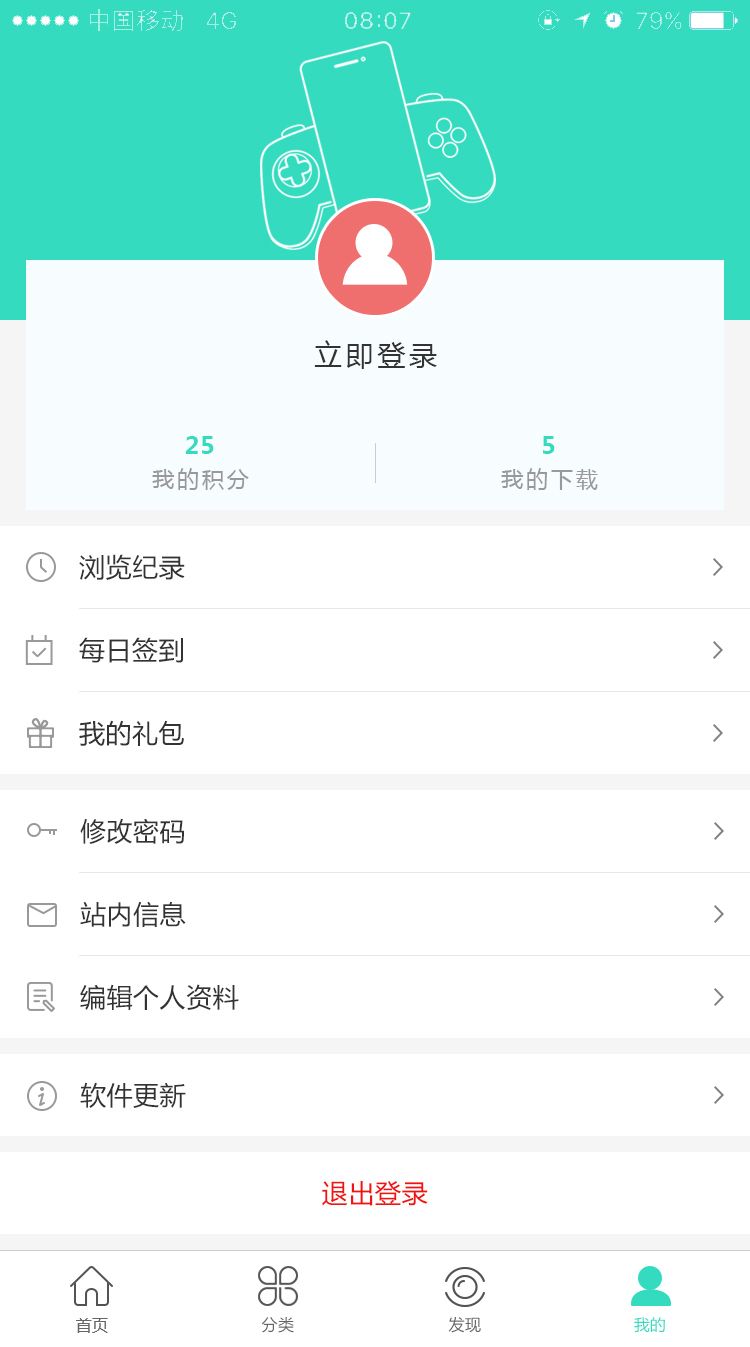 中国移动 4G 08:07 79%
立即登录
25 5
我的积分 我的下载
浏览纪录
每日签到
我的礼包
修改密码
站内信息
编辑个人资料
软件更新
退出登录
首页 分类 发现 我的